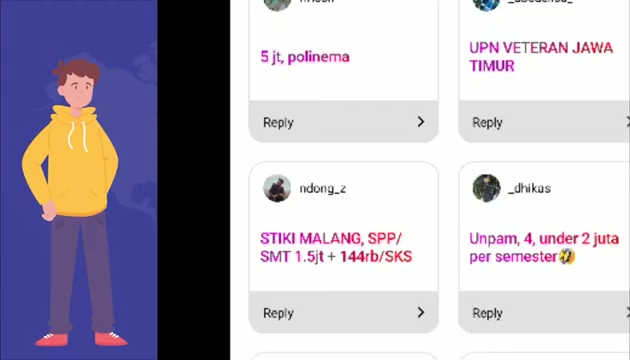 5 jt, polinema
Reply
UPN VETERAN JAWA
TIMUR
Reply
ndong_z
STIKI MALANG, SPP/
SMT 1.5jt + 144rb/SKS
Reply
_dhikas
Unpam, 4, under 2 juta
per semester🤣
Reply